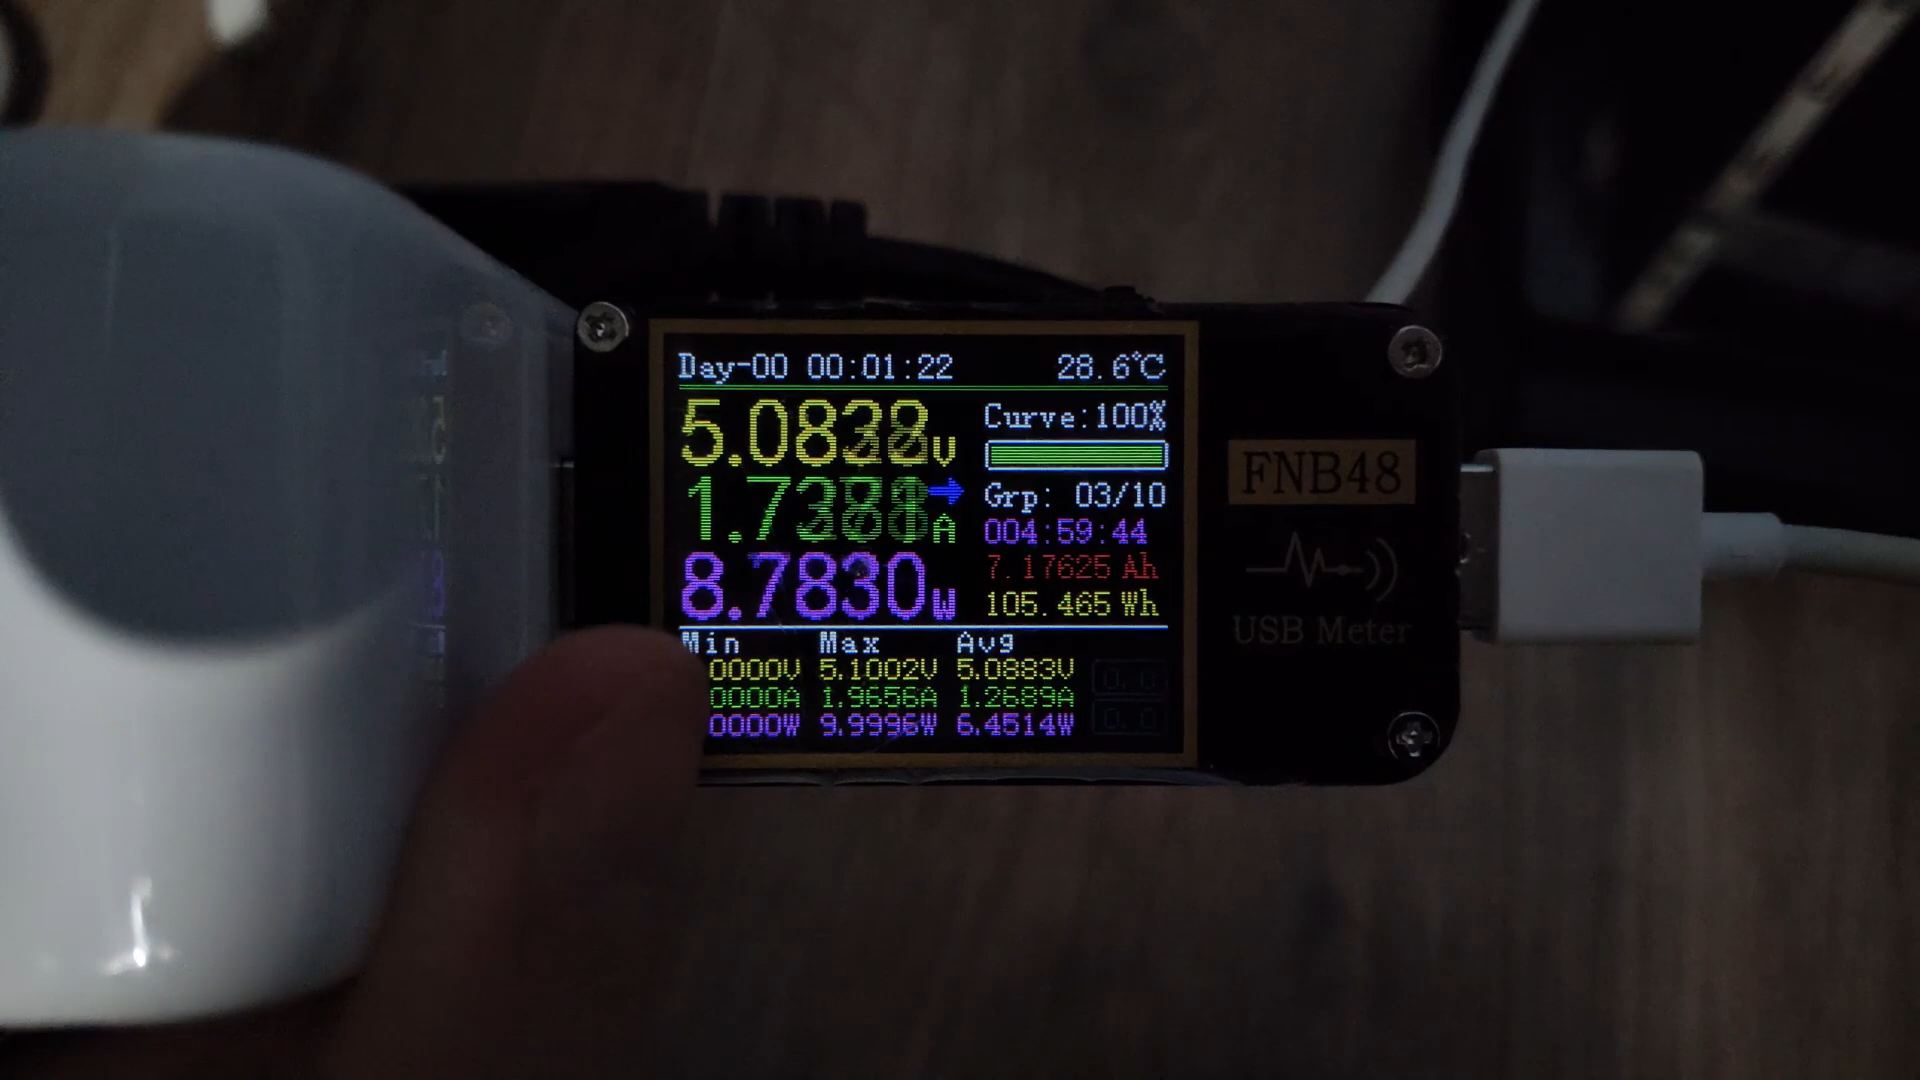 Day-00 00:01:22 28.6℃
5.0838V
Curve:100%
A
Grp: 03/10
004:59:44
8.7830W
7.17625 Ah
105.465 Wh
Min Max Avg
0000V 5.1002V 5.0883V
0000A 1.9656A 1.2689A
0000W 9.9996W 6.4514W
FNB48
USB Meter